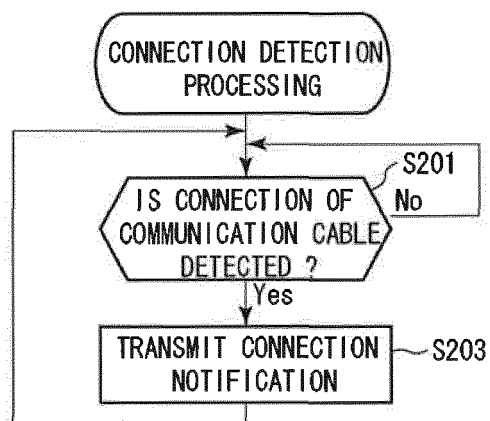 CONNECTION DETECTION
PROCESSING
S201
IS CONNECTION OF
COMMUNICATION CABLE
DETECTED ?
No
Yes
TRANSMIT CONNECTION
NOTIFICATION
S203